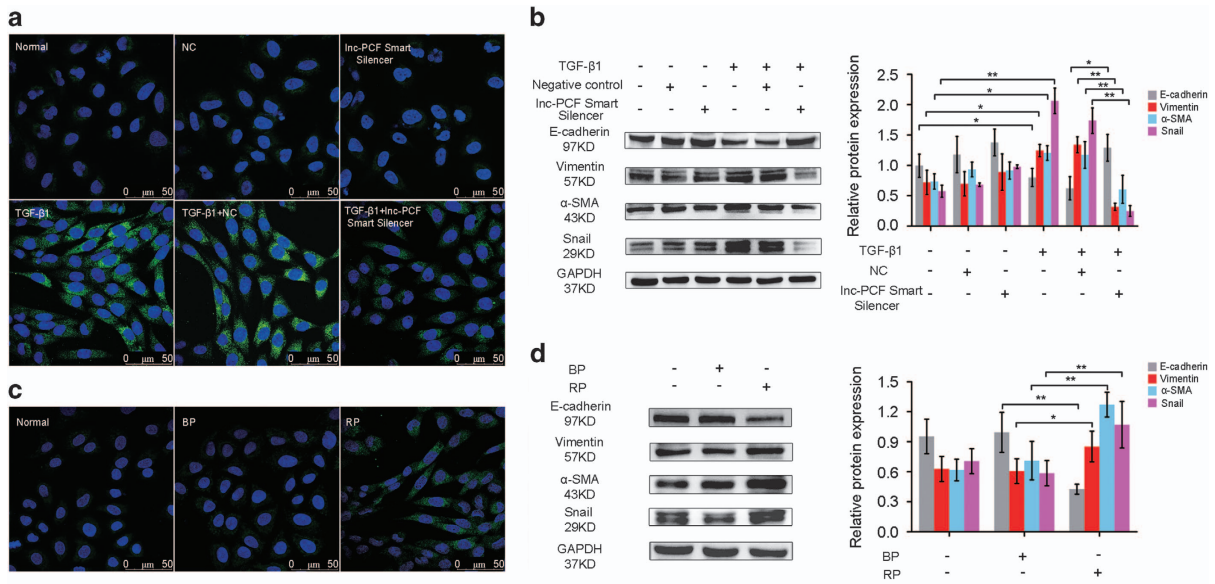 a
Normal
NC
lnc-PCF Smart
Silencer
0 μm 50
0 μm 50
0 μm 50
TGF-β1
TGF-β1+NC
TGF-β1+lnc-PCF
Smart Silencer
0 μm 50
0 μm 50
0 μm 50
b
TGF-β1 - - - + + +
Negative control - + - - + -
lnc-PCF Smart
Silencer - - + - - +
E-cadherin
97KD
Vimentin
57KD
α-SMA
43KD
Snail
29KD
GAPDH
37KD
Relative protein expression
2.5
2.0
1.5
1.0
0.5
0.0
**
*
*
*
*
**
**
**
E-cadherin
Vimentin
α-SMA
Snail
TGF-β1 - - - + + +
NC - + - - + -
lnc-PCF Smart
Silencer - - + - - +
c
Normal
BP
RP
0 μm 50
0 μm 50
0 μm 50
d
BP - + -
RP - - +
E-cadherin
97KD
Vimentin
57KD
α-SMA
43KD
Snail
29KD
GAPDH
37KD
Relative protein expression
1.5
1.2
0.9
0.6
0.3
0.0
**
**
**
*
E-cadherin
Vimentin
α-SMA
Snail
BP - + -
RP - - +